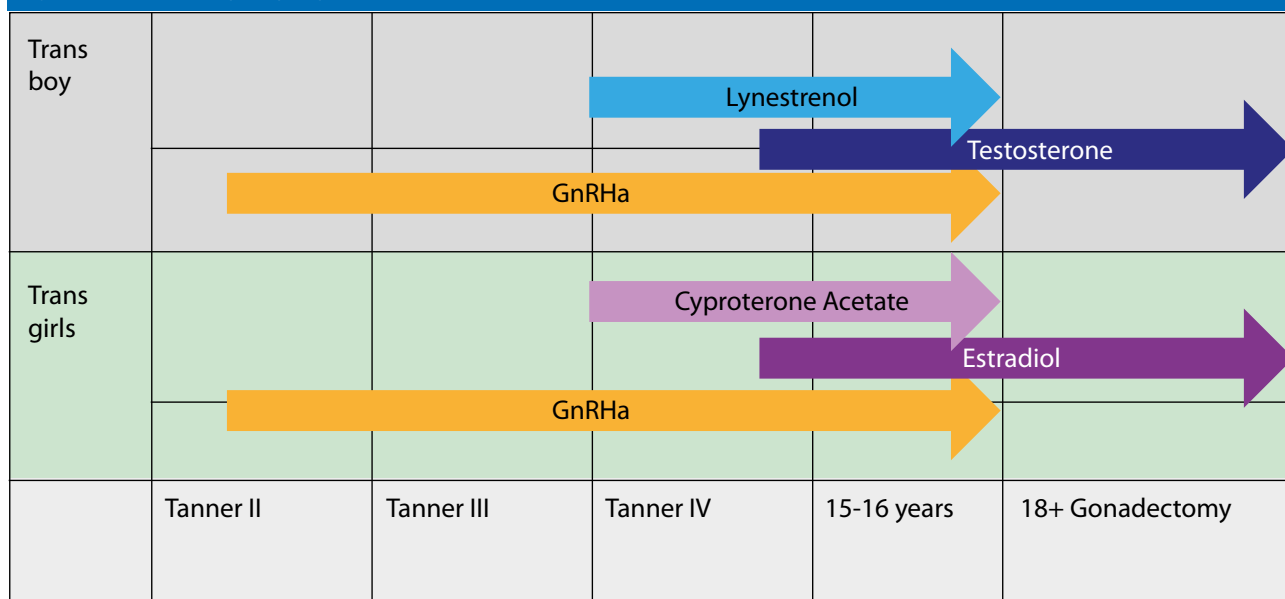 Trans
boy
Lynestrenol
Testosterone
GnRHa
Trans
girls
Cyproterone Acetate
Estradiol
GnRHa
Tanner II
Tanner III
Tanner IV
15-16 years
18+ Gonadectomy